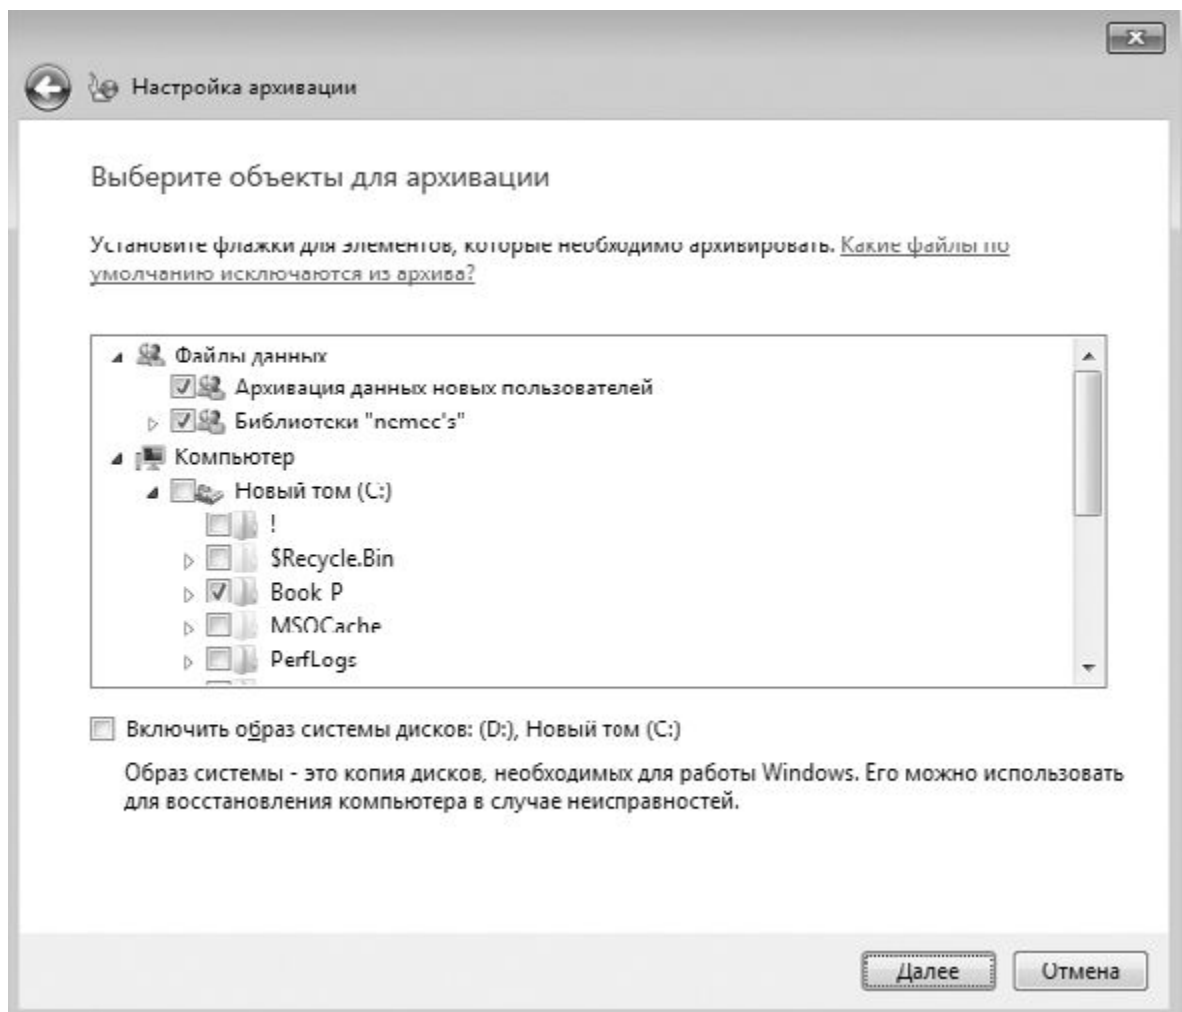 Настройка архивации
Выберите объекты для архивации
Установите флажки для элементов, которые необходимо архивировать. Какие файлы по
умолчанию исключаются из архива?
Файлы данных
Архивация данных новых пользователей
Библиотеки "nemec's"
Компьютер
Новый том (C:)
!
$Recycle.Bin
Book P
MSOCache
PerfLogs
Включить образ системы дисков: (D:), Новый том (C:)
Образ системы - это копия дисков, необходимых для работы Windows. Его можно использовать
для восстановления компьютера в случае неисправностей.
Далее Отмена